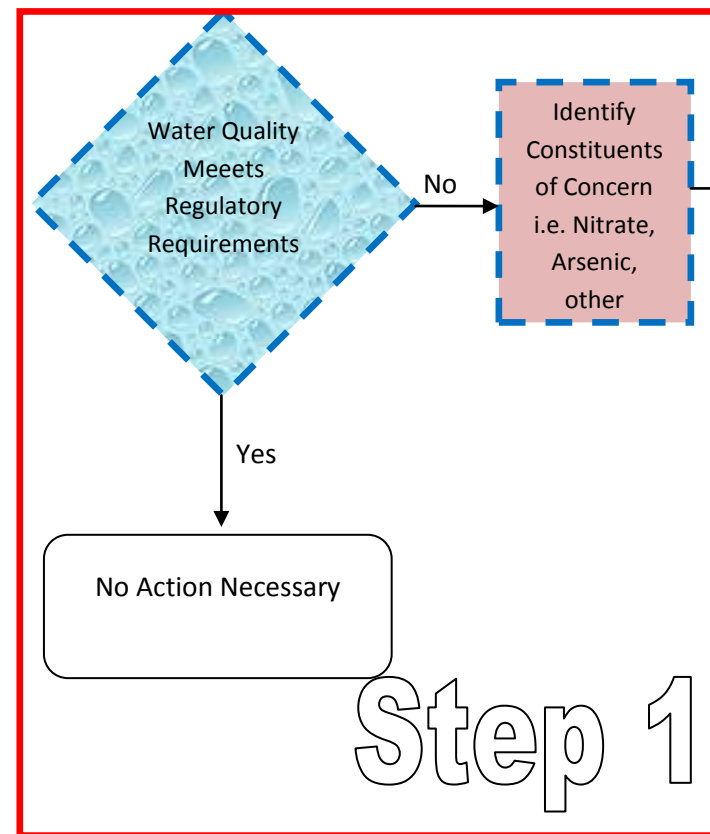 Water Quality
Meeets
Regulatory
Requirements
No
Identify
Constituents
of Concern
i.e. Nitrate,
Arsenic,
other
Yes
No Action Necessary
Step 1